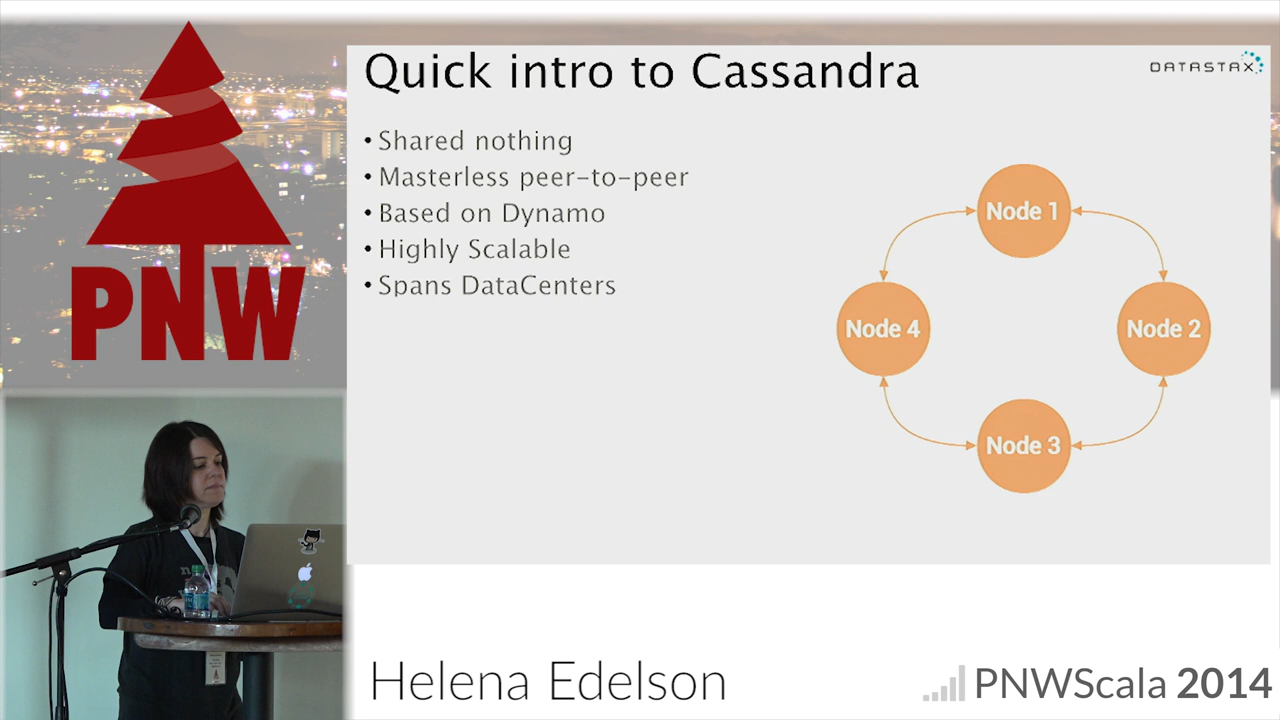 PNW
Quick intro to Cassandra
DATASTAX
• Shared nothing
• Masterless peer-to-peer
• Based on Dynamo
• Highly Scalable
• Spans DataCenters
Node 1
Node 4
Node 2
Node 3
Helena Edelson
PNWScala 2014